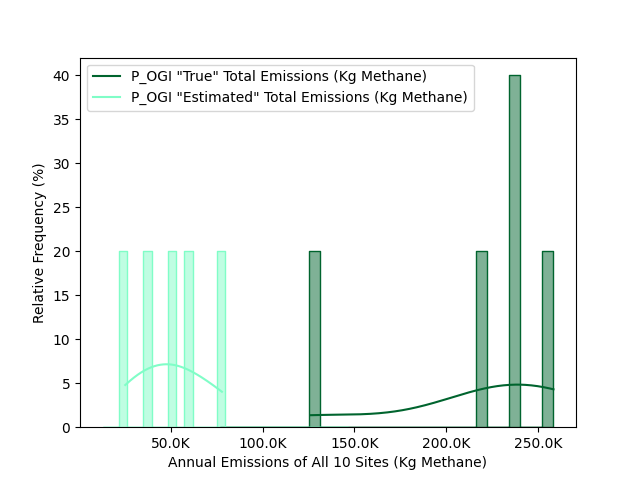 P_OGI "True" Total Emissions (Kg Methane)
P_OGI "Estimated" Total Emissions (Kg Methane)
40
35
30
25
20
15
10
5
0
Relative Frequency (%)
50.0K 100.0K 150.0K 200.0K 250.0K
Annual Emissions of All 10 Sites (Kg Methane)